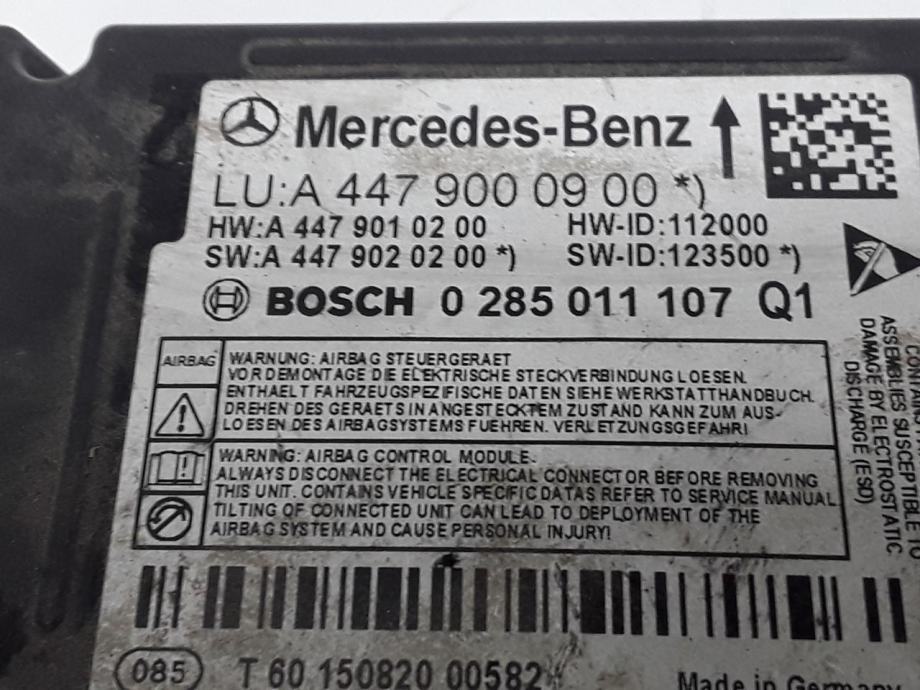 Mercedes-Benz
LU:A 447 900 09 00 *)
HW:A 447 901 02 00 HW-ID:112000
SW:A 447 902 02 00 *) SW-ID:123500 *)
BOSCH 0 285 011 107 Q1
AIRBAG
WARNUNG: AIRBAG STEUERGERAET
VOR DEMONTAGE DIE ELEKTRISCHE STECKVERBINDUNG LOESEN.
ENTHAELT FAHRZEUGSPEZIFISCHE DATEN SIEHE WERKSTATTHANDBUCH.
DREHEN DES GERAETS IN ANGESTECKTEM ZUSTAND KANN ZUM AUS-
LOESEN DES AIRBAGSYSTEMS FUEHREN. VERLETZUNGSGEFAHR!
WARNING: AIRBAG CONTROL MODULE.
ALWAYS DISCONNECT THE ELECTRICAL CONNECTOR BEFORE REMOVING
THIS UNIT. CONTAINS VEHICLE SPECIFIC DATAS REFER TO SERVICE MANUAL
TILTING OF CONNECTED UNIT CAN LEAD TO DEPLOYMENT OF THE
AIRBAG SYSTEM AND CAUSE PERSONAL INJURY!
ASSEMBLIES SUSCEPTIBLE TO
DAMAGE BY ELECTROSTATIC
DISCHARGE (ESD)
085 T 60 150820 00582 Made in Germany